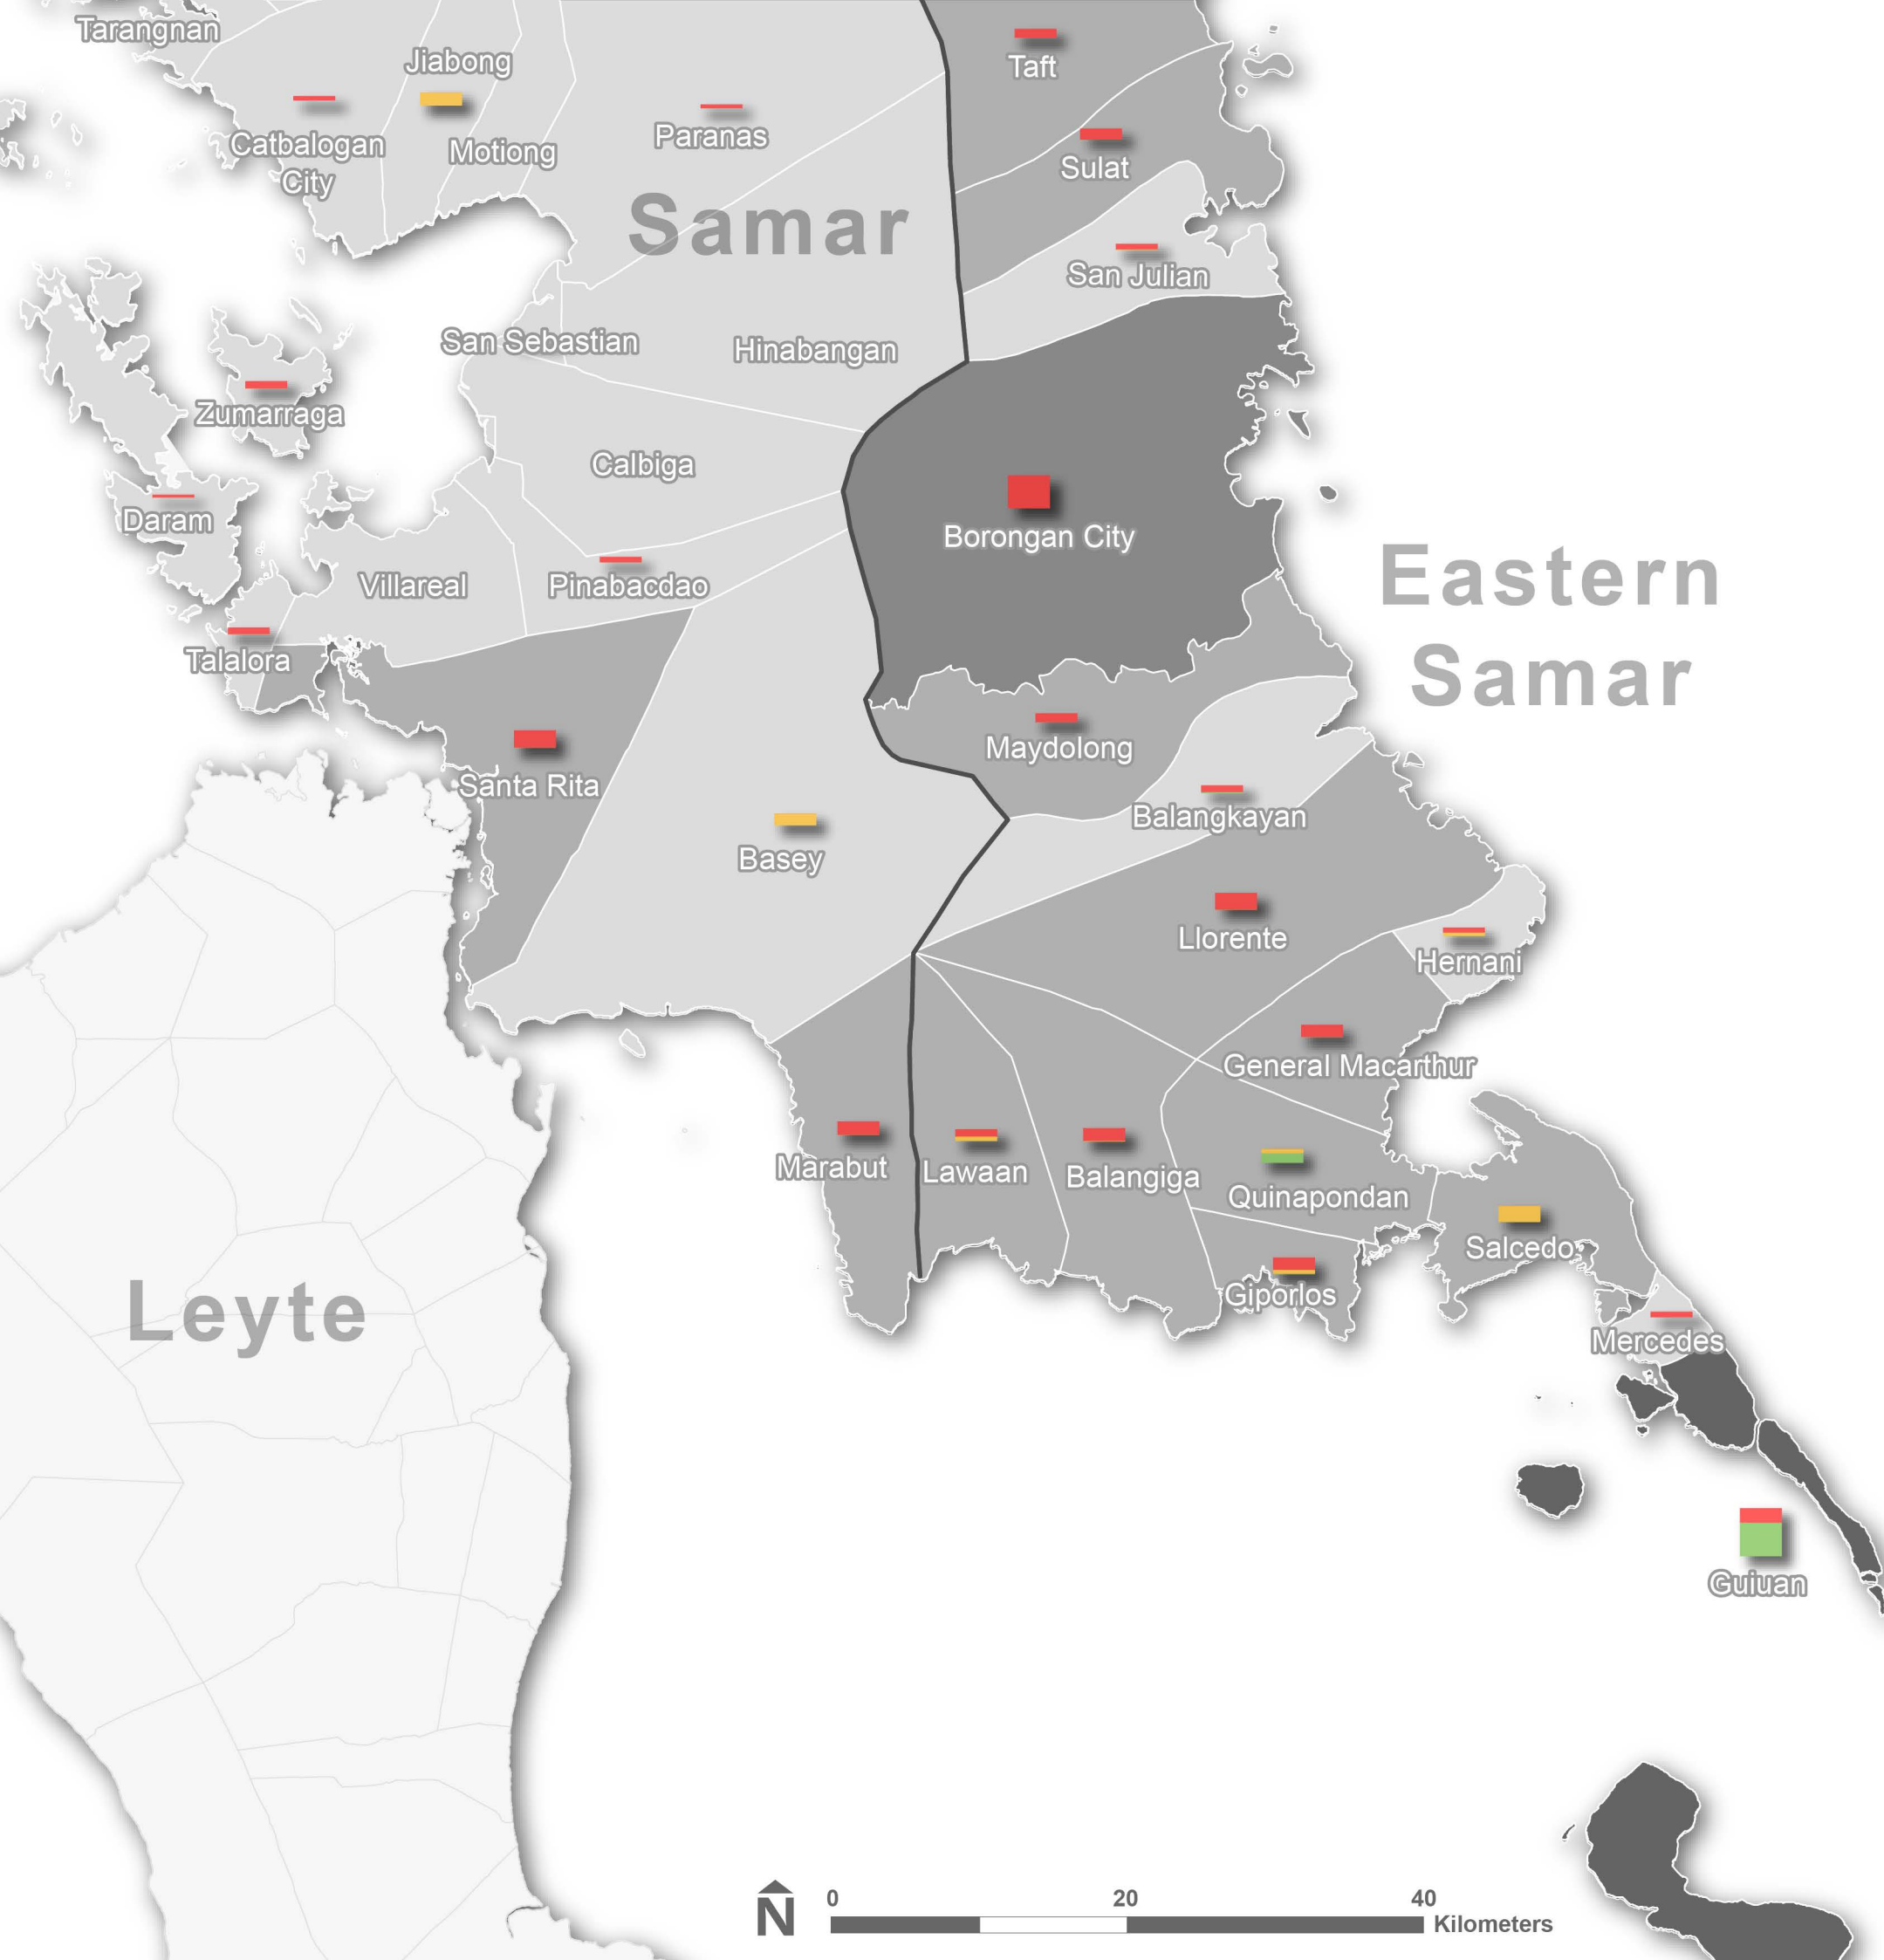 Tarangnan
Jiabong
Taft
Catbalogan
City
Motiong
Paranas
Sulat
Samar
San Julian
San Sebastian
Hinabangan
Zumarraga
Calbiga
Daram
Borongan City
Villareal
Pinabacdao
Eastern
Samar
Talalora
Maydolong
Santa Rita
Balangkayan
Basey
Llorente
Hernani
General Macarthur
Marabut
Lawaan
Balangiga
Quinapondan
Salcedo
Giporlos
Leyte
Mercedes
Guiuan
N
0
20
40
Kilometers